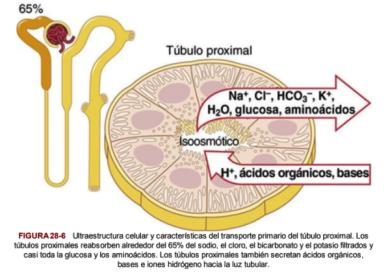 65%
Túbulo proximal
Na⁺, Cl⁻, HCO₃⁻, K⁺,
H₂O, glucosa, aminoácidos
Isoosmótico
H⁺, ácidos orgánicos, bases
FIGURA 28-6 Ultraestructura celular y características del transporte primario del túbulo proximal. Los
túbulos proximales reabsorben alrededor del 65% del sodio, el cloro, el bicarbonato y el potasio filtrados y
casi toda la glucosa y los aminoácidos. Los túbulos proximales también secretan ácidos orgánicos,
bases e iones hidrógeno hacia la luz tubular.